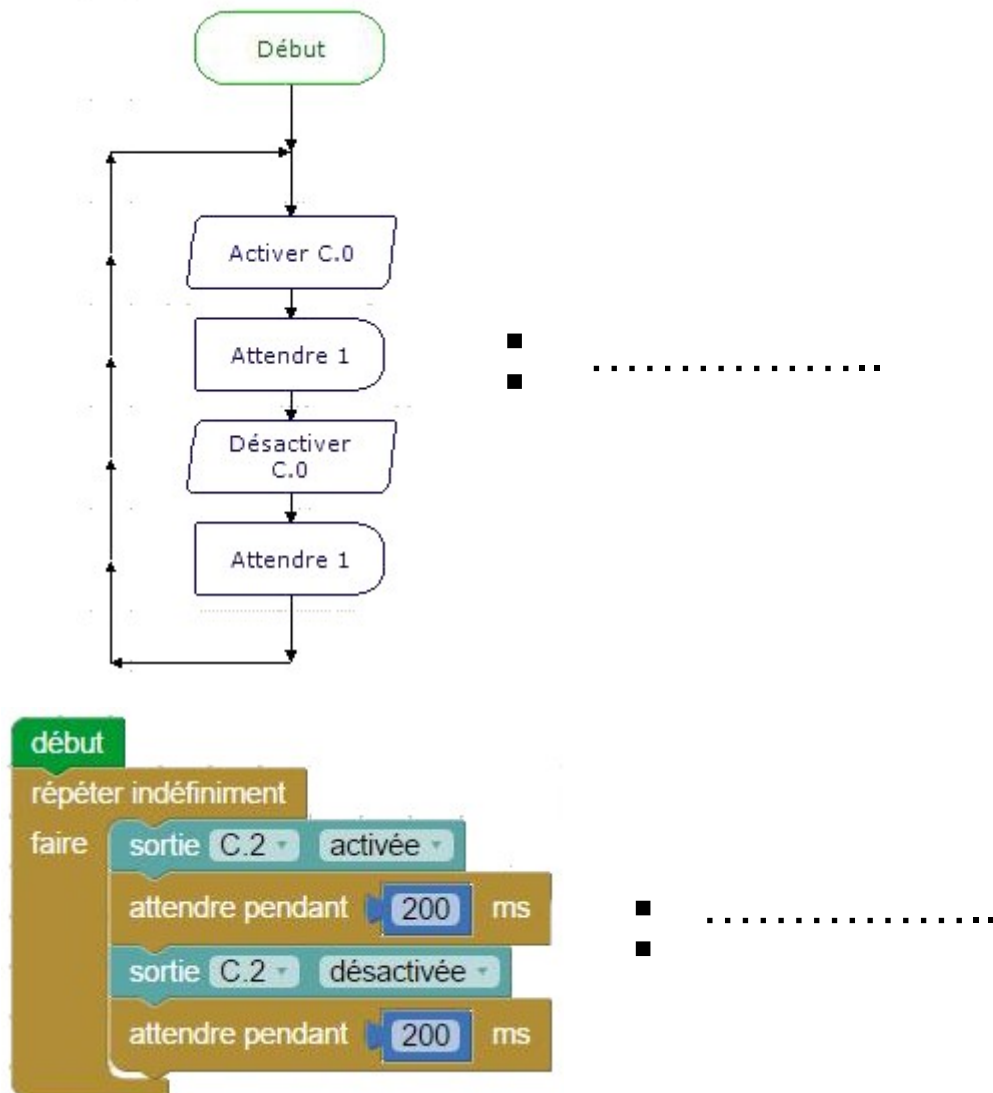 Début
Activer C.0
Attendre 1
: ................
Désactiver
C.0
Attendre 1
début
répéter indéfiniment
faire
sortie C.2 activée
attendre pendant 200 ms
: ................
sortie C.2 désactivée
attendre pendant 200 ms